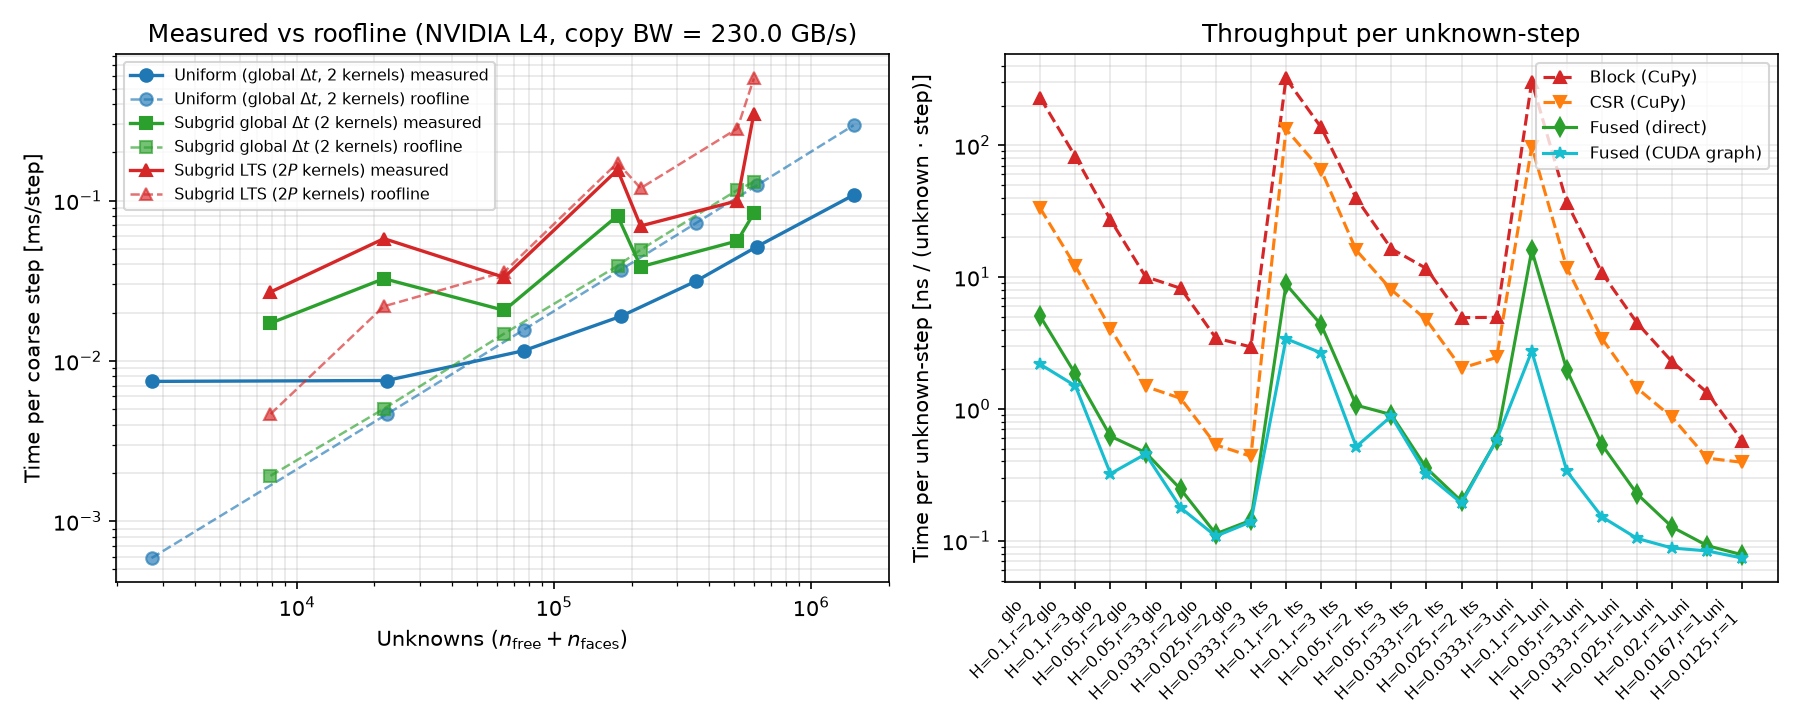 Measured vs roofline (NVIDIA L4, copy BW = 230.0 GB/s)
Uniform (global Δt, 2 kernels) measured
Uniform (global Δt, 2 kernels) roofline
Subgrid global Δt (2 kernels) measured
Subgrid global Δt (2 kernels) roofline
Subgrid LTS (2P kernels) measured
Subgrid LTS (2P kernels) roofline
Time per coarse step [ms/step]
10⁻¹
10⁻²
10⁻³
10⁴
10⁵
10⁶
Unknowns (n_free + n_faces)
Throughput per unknown-step
Block (CuPy)
CSR (CuPy)
Fused (direct)
Fused (CUDA graph)
Time per unknown-step [ns / (unknown · step)]
10²
10¹
10⁰
10⁻¹
glo
H=0.1,r=2
glo
H=0.1,r=3
glo
H=0.05,r=2
glo
H=0.05,r=3
glo
H=0.0333,r=2
glo
H=0.025,r=2
glo
H=0.0333,r=3
lts
H=0.1,r=2
lts
H=0.1,r=3
lts
H=0.05,r=2
lts
H=0.05,r=3
lts
H=0.0333,r=2
lts
H=0.025,r=2
lts
H=0.0333,r=3
uni
H=0.1,r=1
uni
H=0.05,r=1
uni
H=0.0333,r=1
uni
H=0.025,r=1
uni
H=0.02,r=1
uni
H=0.0167,r=1
uni
H=0.0125,r=1